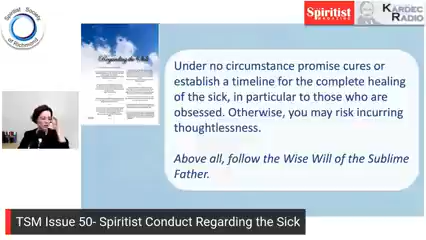 Spiritist Society
of Richmond
Spiritist
MAGAZINE
KARDEC
RADIO
Regarding the Sick
Under no circumstance promise cures or
establish a timeline for the complete healing
of the sick, in particular to those who are
obsessed. Otherwise, you may risk incurring
thoughtlessness.
Above all, follow the Wise Will of the Sublime
Father.
TSM Issue 50- Spiritist Conduct Regarding the Sick